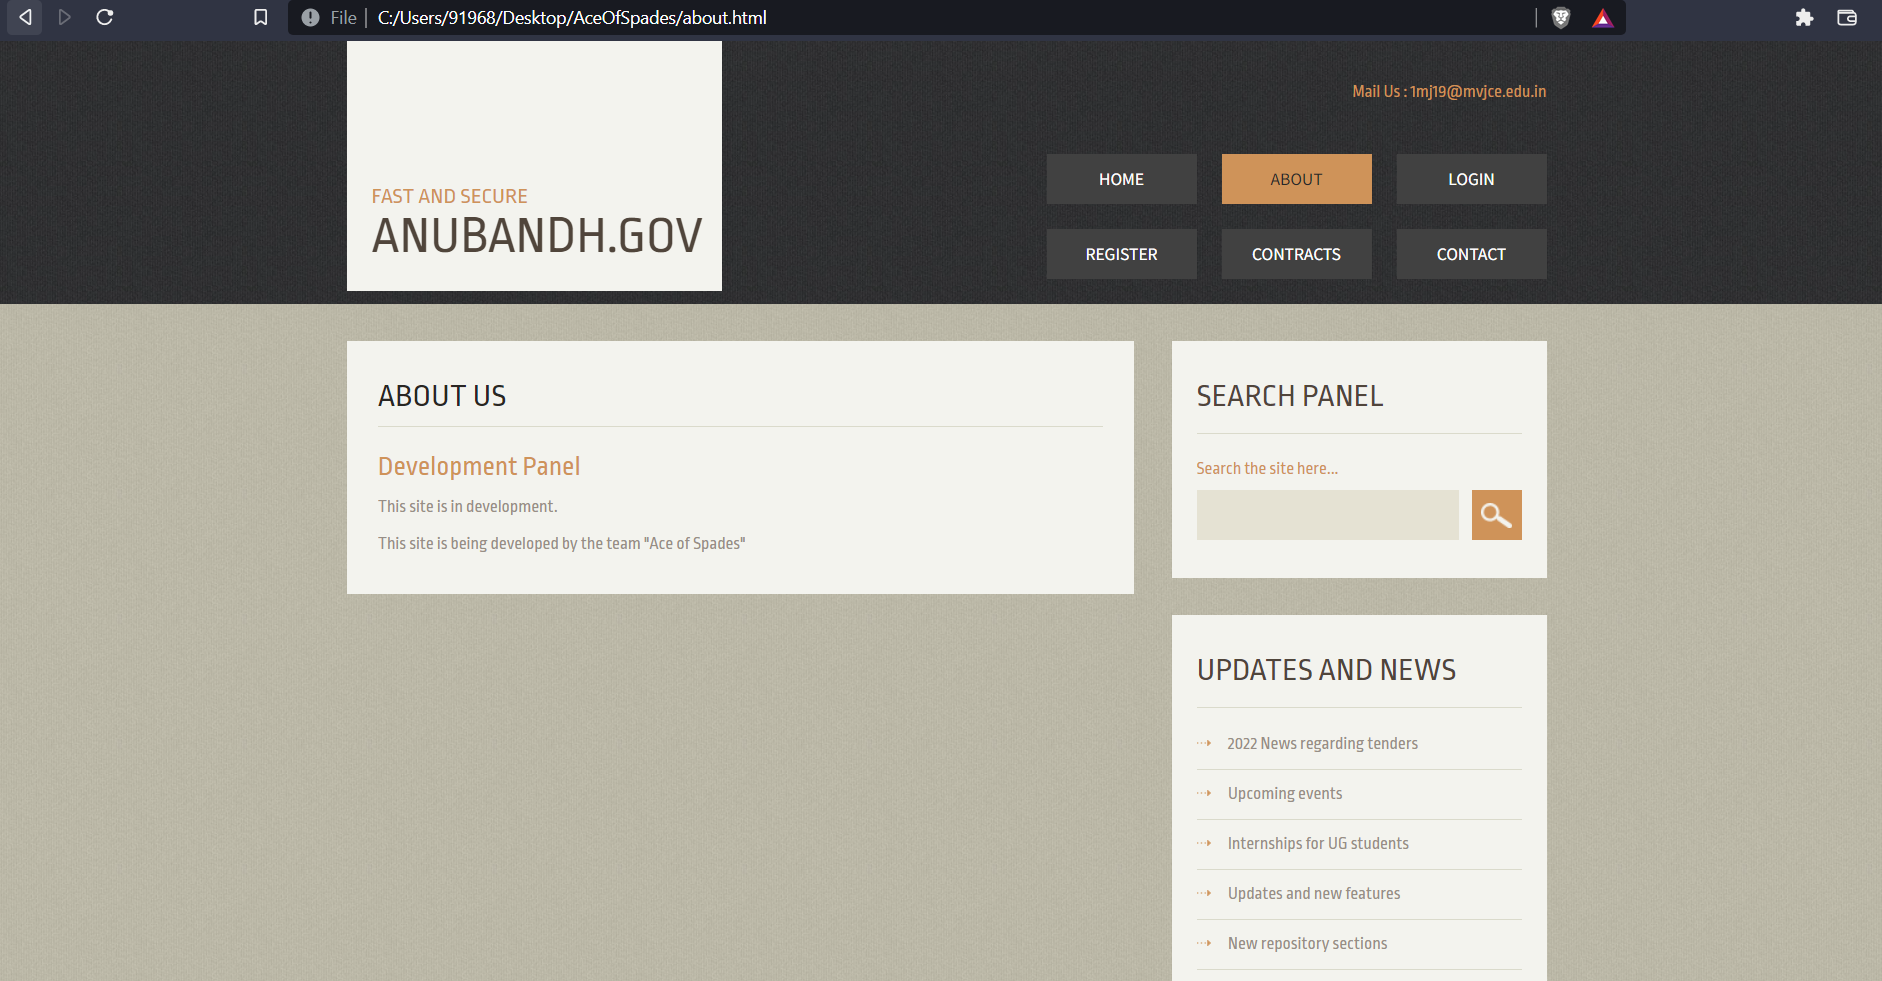 File | C:/Users/91968/Desktop/AceOfSpades/about.html
Mail Us : 1mj19@mvjce.edu.in
FAST AND SECURE
ANUBANDH.GOV
HOME ABOUT LOGIN
REGISTER CONTRACTS CONTACT
ABOUT US
Development Panel
This site is in development.
This site is being developed by the team "Ace of Spades"
SEARCH PANEL
Search the site here...
UPDATES AND NEWS
2022 News regarding tenders
Upcoming events
Internships for UG students
Updates and new features
New repository sections